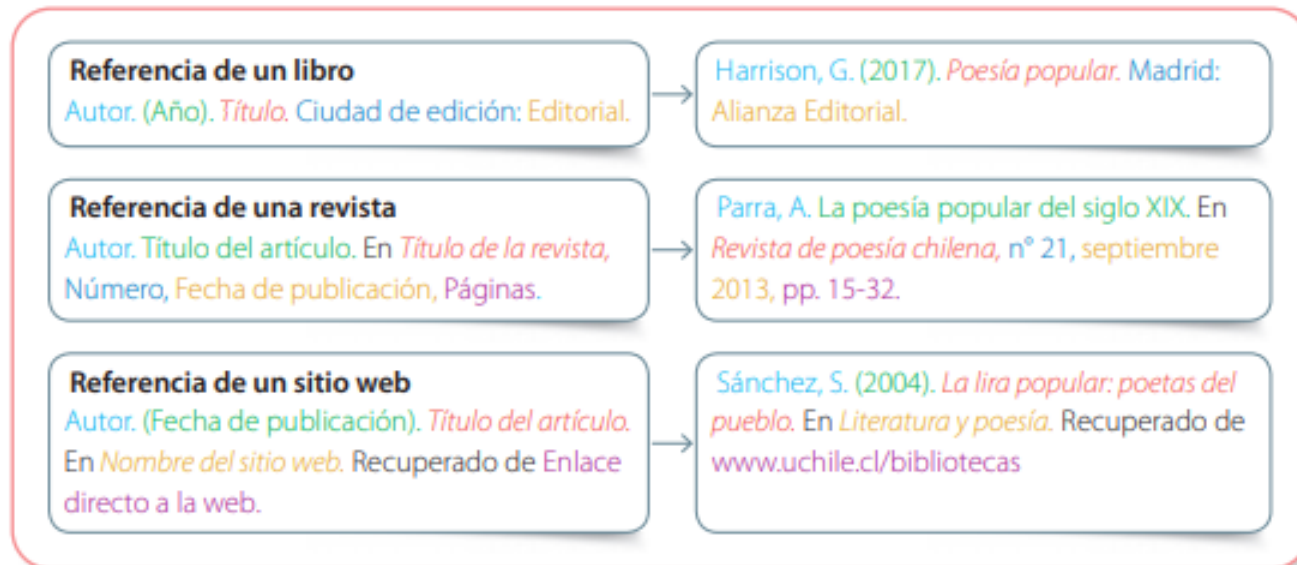 Referencia de un libro
Autor. (Año). Título. Ciudad de edición: Editorial.
Harrison, G. (2017). Poesía popular. Madrid:
Alianza Editorial.
Referencia de una revista
Autor. Título del artículo. En Título de la revista,
Número, Fecha de publicación, Páginas.
Parra, A. La poesía popular del siglo XIX. En
Revista de poesía chilena, n° 21, septiembre
2013, pp. 15-32.
Referencia de un sitio web
Autor. (Fecha de publicación). Título del artículo.
En Nombre del sitio web. Recuperado de Enlace
directo a la web.
Sánchez, S. (2004). La lira popular: poetas del
pueblo. En Literatura y poesía. Recuperado de
www.uchile.cl/bibliotecas